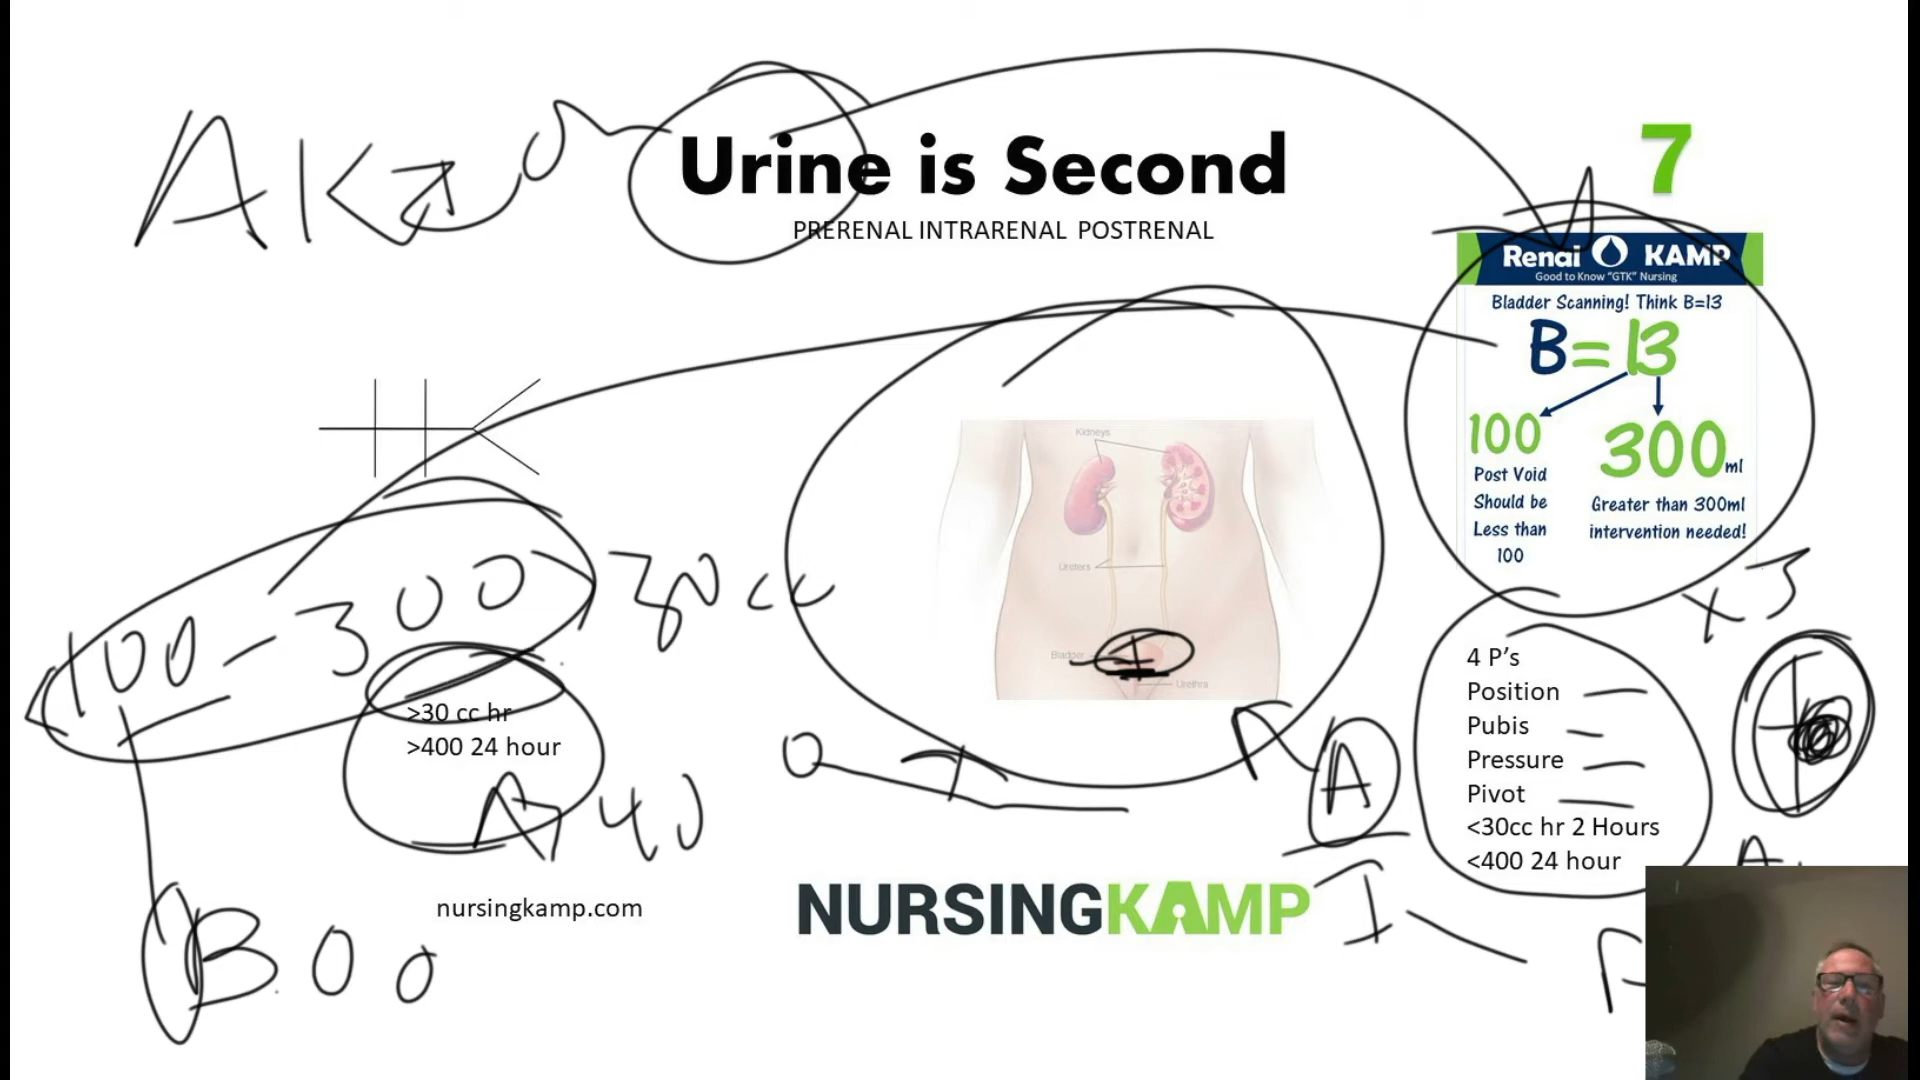 Urine is Second
PRERENAL INTRARENAL POSTRENAL
7
Renal KAMP
Good to Know "GTK" Nursing
Bladder Scanning! Think B=13
B=13
100
Post Void
Should be
Less than
100
300ml
Greater than 300ml
intervention needed!
Kidneys
Ureters
Bladder
Urethra
100-300
30cc
>30 cc hr
>400 24 hour
40
x3
4 P's
Position
Pubis
Pressure
Pivot
<30cc hr 2 Hours
<400 24 hour
A
I
nursingkamp.com
NURSINGKAMP